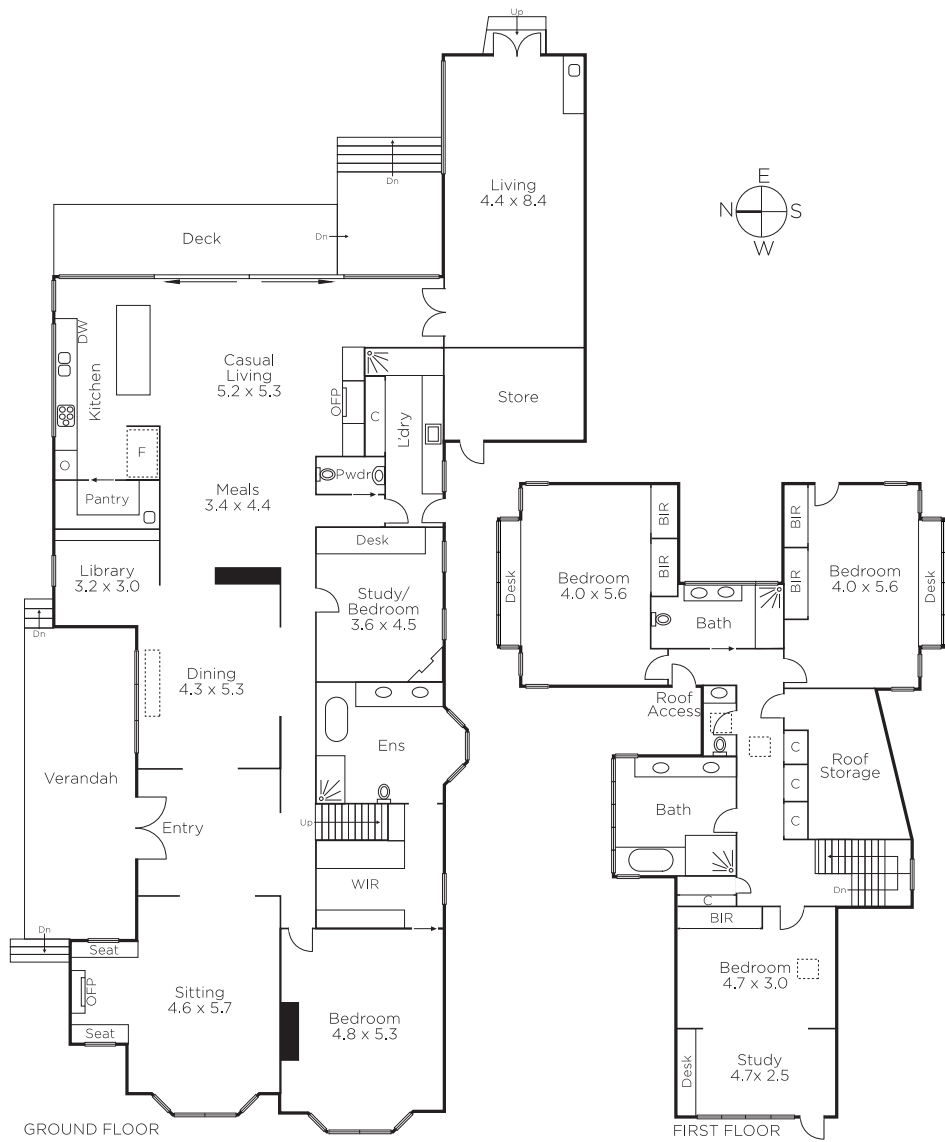 Up
Living
4.4 x 8.4
E
N
S
W
Dn
Deck
Dn
DW
Kitchen
Casual
Living
5.2 x 5.3
OFP
C
L'dry
Store
F
O
Pwdr
Pantry
Meals
3.4 x 4.4
Desk
Library
3.2 x 3.0
Study/
Bedroom
3.6 x 4.5
Dn
Dining
4.3 x 5.3
Ens
Verandah
Entry
Up
WIR
Dn
Seat
OFP
Sitting
4.6 x 5.7
Seat
Bedroom
4.8 x 5.3
GROUND FLOOR
BIR
BIR
BIR
BIR
Desk
Bedroom
4.0 x 5.6
Bedroom
4.0 x 5.6
Desk
Bath
Roof
Access
C
C
C
Roof
Storage
Bath
Dn
C
BIR
Bedroom
4.7 x 3.0
Desk
Study
4.7x 2.5
FIRST FLOOR